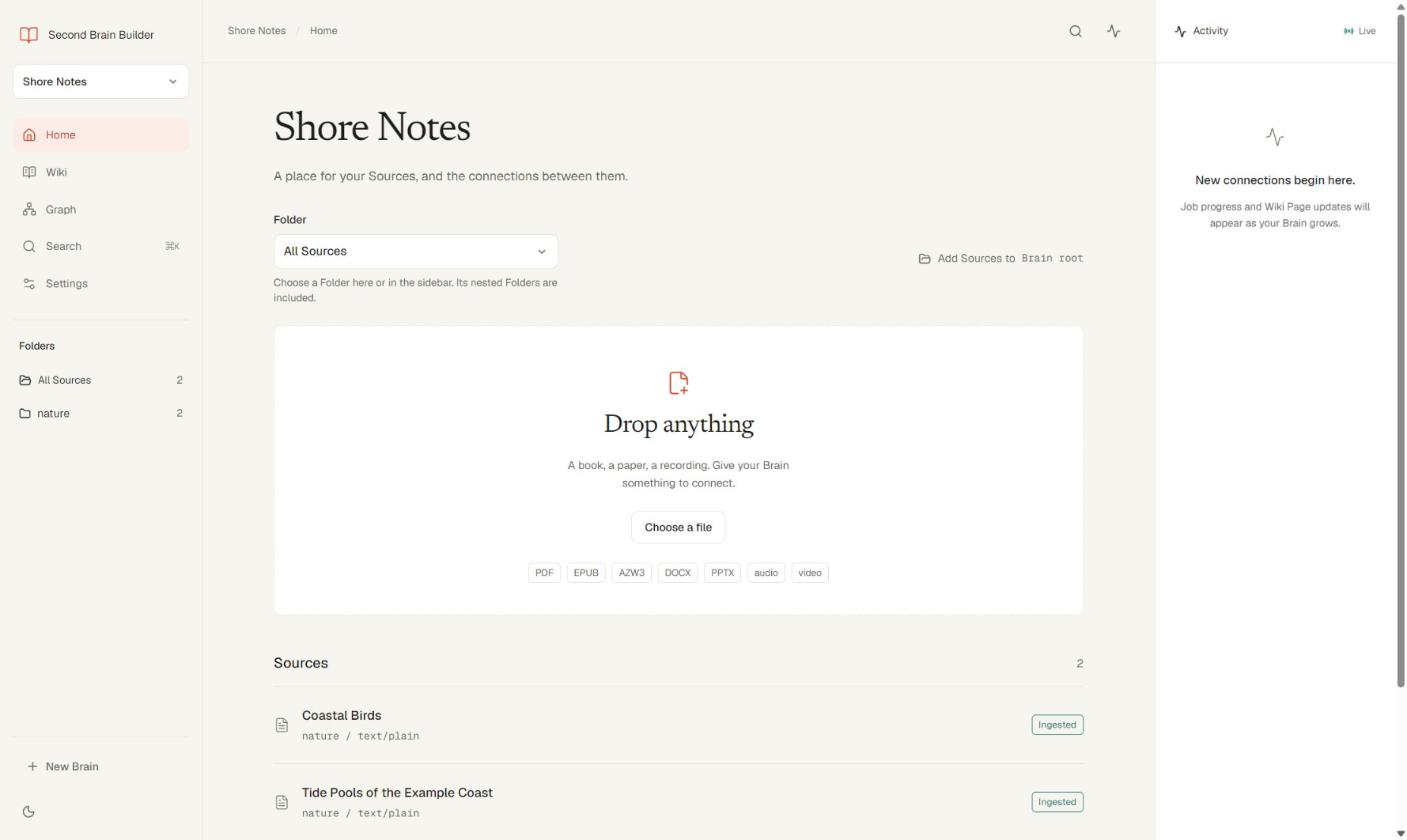 Second Brain Builder
Shore Notes
Home
Wiki
Graph
Search ⌘K
Settings
Folders
All Sources 2
nature 2
New Brain
Shore Notes / Home
Shore Notes
A place for your Sources, and the connections between them.
Folder
All Sources
Choose a Folder here or in the sidebar. Its nested Folders are
included.
Add Sources to Brain root
Drop anything
A book, a paper, a recording. Give your Brain
something to connect.
Choose a file
PDF EPUB AZW3 DOCX PPTX audio video
Sources 2
Coastal Birds
nature / text/plain
Ingested
Tide Pools of the Example Coast
nature / text/plain
Ingested
Activity Live
New connections begin here.
Job progress and Wiki Page updates will
appear as your Brain grows.